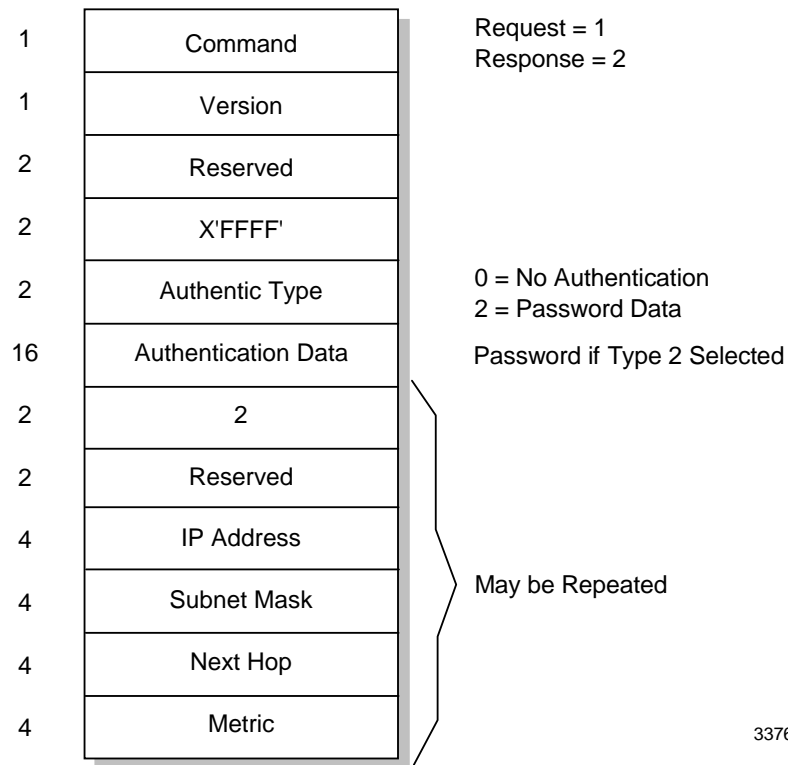 1 Command Request = 1
Response = 2
1 Version
2 Reserved
2 X'FFFF'
2 Authentic Type 0 = No Authentication
2 = Password Data
16 Authentication Data Password if Type 2 Selected
2 2
2 Reserved
4 IP Address
4 Subnet Mask May be Repeated
4 Next Hop
4 Metric
3376